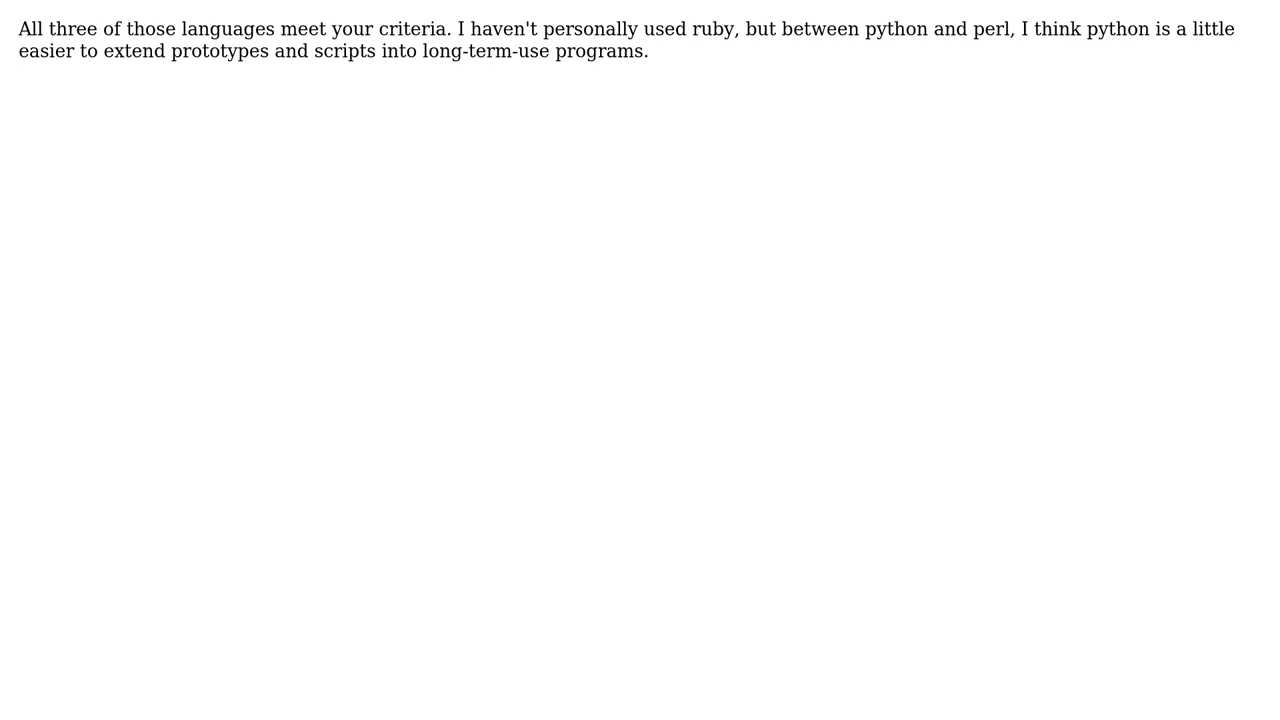 All three of those languages meet your criteria. I haven't personally used ruby, but between python and perl, I think python is a little
easier to extend prototypes and scripts into long-term-use programs.